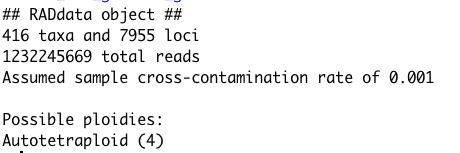 ## RADdata object ##
416 taxa and 7955 loci
1232245669 total reads
Assumed sample cross-contamination rate of 0.001
Possible ploidies:
Autotetraploid (4)